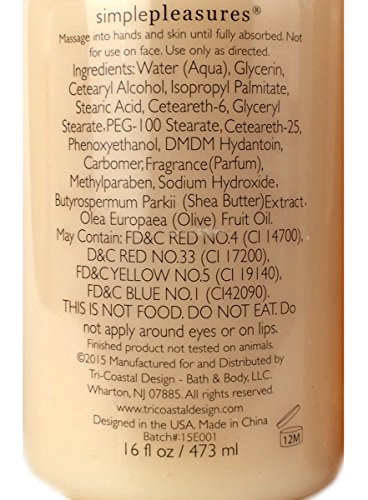 simplepleasures®
Massage into hands and skin until fully absorbed. Not
for use on face. Use only as directed.
Ingredients: Water (Aqua), Glycerin,
Cetearyl Alcohol, Isopropyl Palmitate,
Stearic Acid, Ceteareth-6, Glyceryl
Stearate, PEG-100 Stearate, Ceteareth-25,
Phenoxyethanol, DMDM Hydantoin,
Carbomer, Fragrance (Parfum),
Methylparaben, Sodium Hydroxide,
Butyrospermum Parkii (Shea Butter) Extract,
Olea Europaea (Olive) Fruit Oil.
May Contain: FD&C RED NO.4 (CI 14700),
D&C RED NO.33 (CI 17200),
FD&C YELLOW NO.5 (CI 19140),
FD&C BLUE NO.1 (CI42090).
THIS IS NOT FOOD. DO NOT EAT. Do
not apply around eyes or on lips.
Finished product not tested on animals.
©2015 Manufactured for and Distributed by
Tri-Coastal Design - Bath & Body, LLC.
Wharton, NJ 07885. All rights reserved.
www.tricoastaldesign.com
Designed in the USA. Made in China
Batch#:15E001
12M
16 fl oz / 473 ml